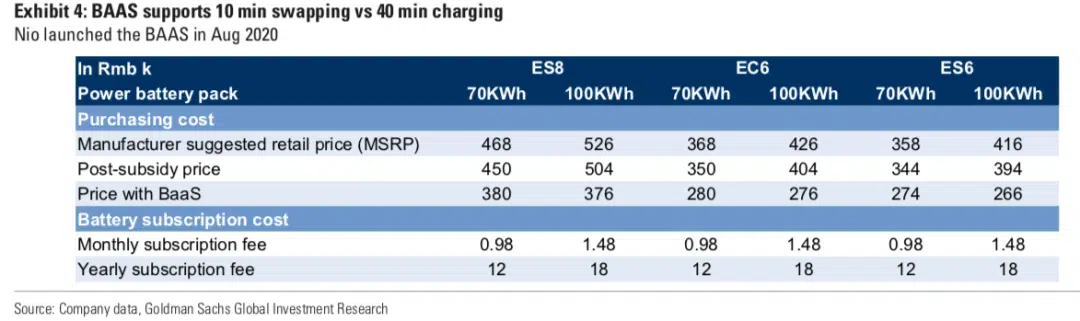 Exhibit 4: BAAS supports 10 min swapping vs 40 min charging
Nio launched the BAAS in Aug 2020
In Rmb k ES8 EC6 ES6
Power battery pack 70KWh 100KWh 70KWh 100KWh 70KWh 100KWh
Purchasing cost
Manufacturer suggested retail price (MSRP) 468 526 368 426 358 416
Post-subsidy price 450 504 350 404 344 394
Price with BaaS 380 376 280 276 274 266
Battery subscription cost
Monthly subscription fee 0.98 1.48 0.98 1.48 0.98 1.48
Yearly subscription fee 12 18 12 18 12 18
Source: Company data, Goldman Sachs Global Investment Research